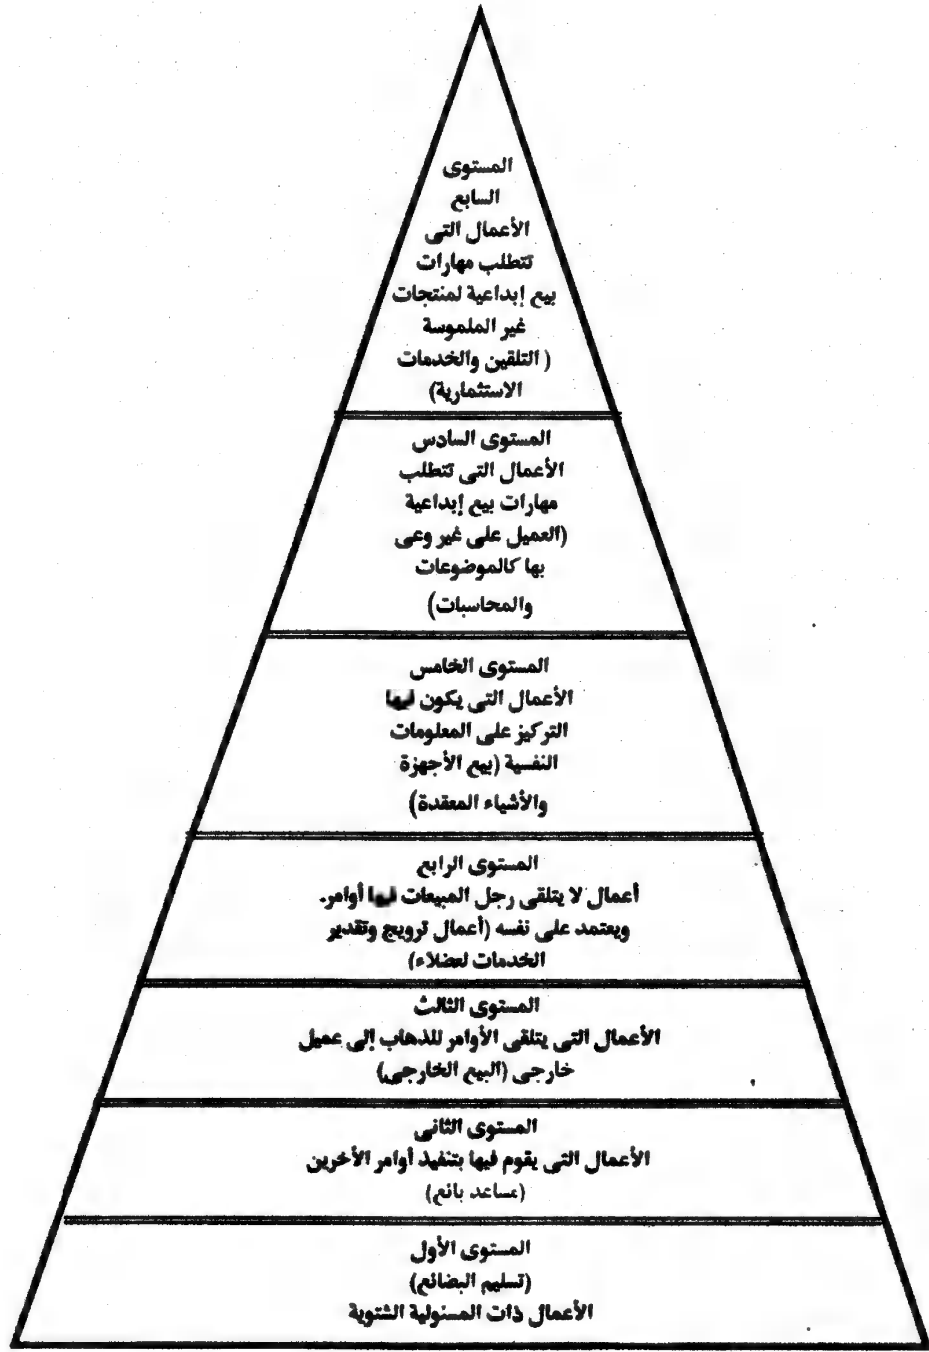 المستوى
السابع
الأعمال التى
تتطلب مهارات
بيع إبداعية لمنتجات
غير الملموسة
( التلقين والخدمات
الاستثمارية)
المستوى السادس
الأعمال التى تتطلب
مهارات بيع إبداعية
(العميل على غير وعى
بها كالموضوعات
والمحاسبات)
المستوى الخامس
الأعمال التى يكون فيها
التركيز على المعلومات
النفسية (بيع الأجهزة
والأشياء المعقدة)
المستوى الرابع
أعمال لا يتلقى رجل المبيعات فيها أوامر.
ويعتمد على نفسه (أعمال ترويج وتقدير
الخدمات لعضلاء)
المستوى الثالث
الأعمال التى يتلقى الأوامر للذهاب إلى عميل
خارجى (البيع الخارجى)
المستوى الثانى
الأعمال التى يقوم فيها بتنفيذ أوامر الأخرين
(مساعد بائع)
المستوى الأول
(تسليم البضائع)
الأعمال ذات المسئولية الشتوية